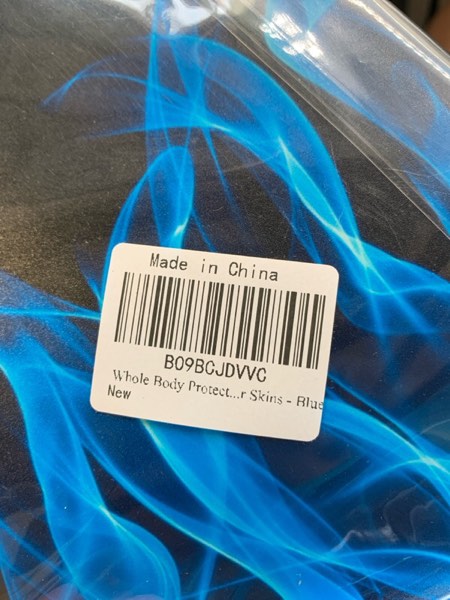 Made in China
B09BCJDVVC
Whole Body Protect...r Skins - Blue
New